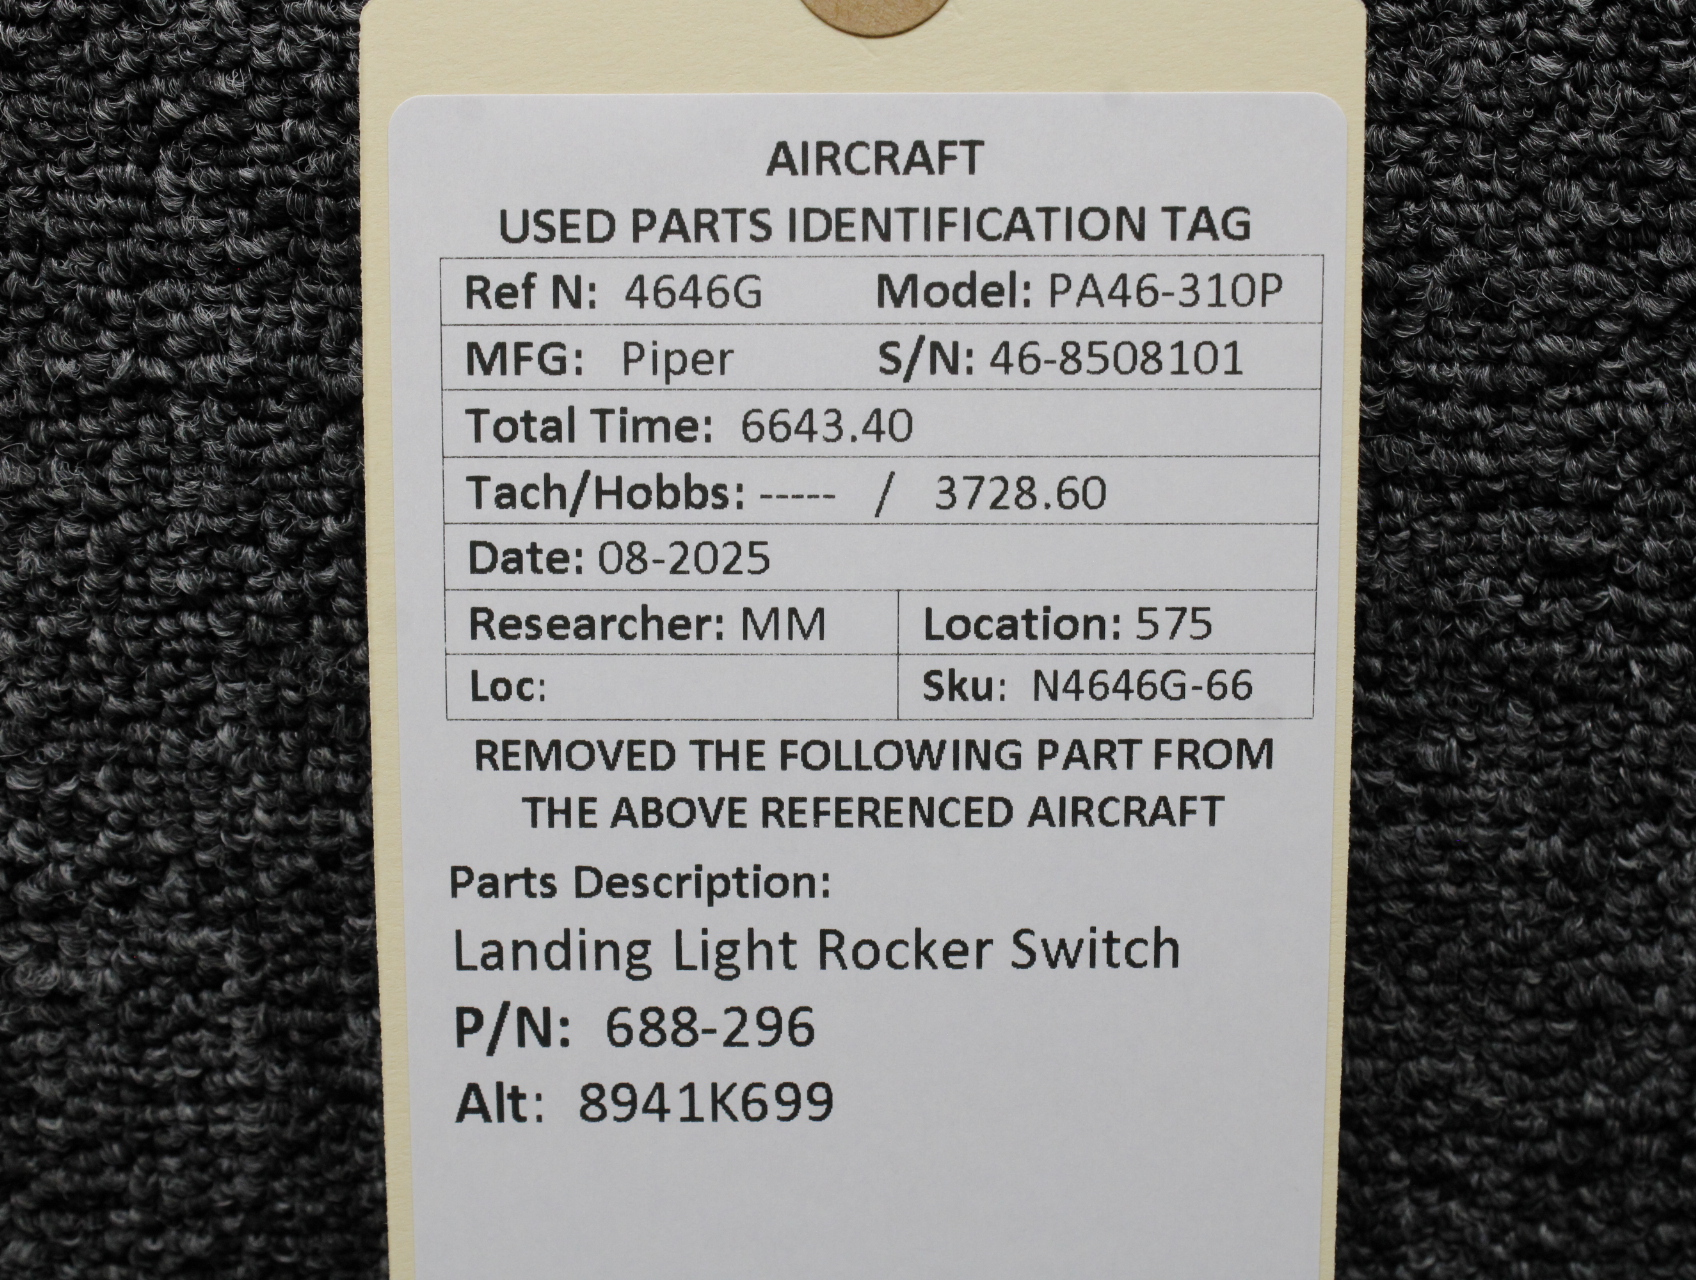 AIRCRAFT
USED PARTS IDENTIFICATION TAG
Ref N: 4646G Model: PA46-310P
MFG: Piper S/N: 46-8508101
Total Time: 6643.40
Tach/Hobbs: ----- / 3728.60
Date: 08-2025
Researcher: MM Location: 575
Loc: Sku: N4646G-66
REMOVED THE FOLLOWING PART FROM
THE ABOVE REFERENCED AIRCRAFT
Parts Description:
Landing Light Rocker Switch
P/N: 688-296
Alt: 8941K699